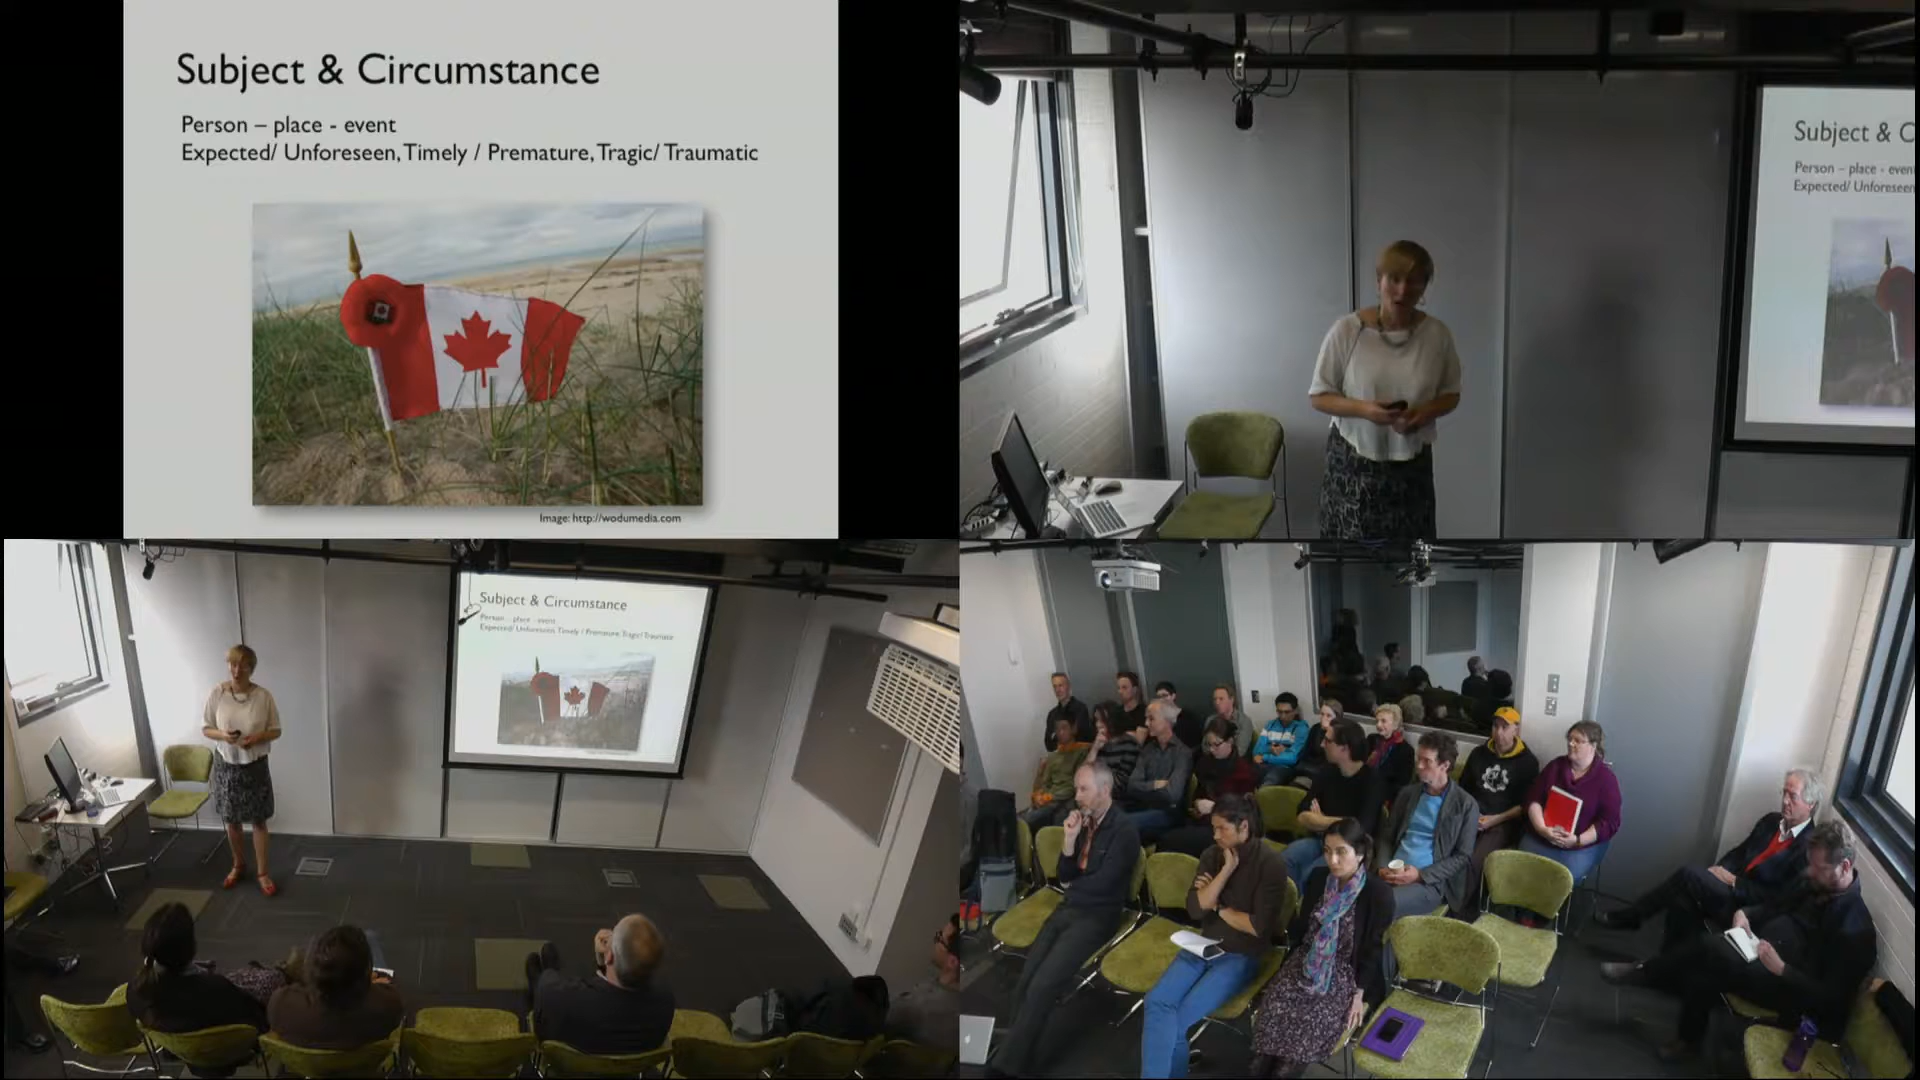 Subject & Circumstance
Person – place - event
Expected/ Unforeseen, Timely / Premature, Tragic/ Traumatic
Image: http://wodumedia.com
Subject & C
Person – place - even
Expected/ Unforeseen
Subject & Circumstance
Person – place - event
Expected/ Unforeseen, Timely / Premature, Tragic/ Traumatic